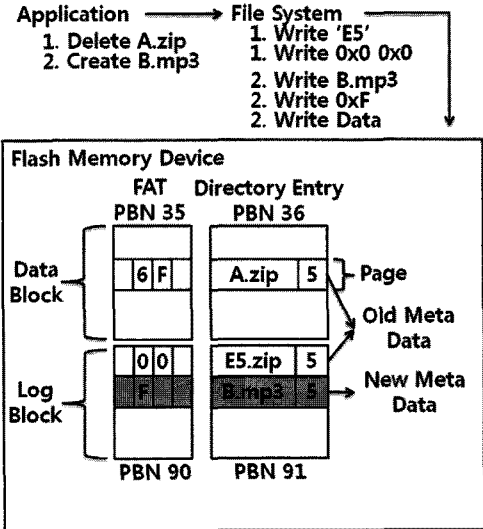 Application → File System
1. Delete A.zip
2. Create B.mp3
1. Write 'E5'
1. Write 0x0 0x0
2. Write B.mp3
2. Write 0xF
2. Write Data
Flash Memory Device
FAT Directory Entry
PBN 35 PBN 36
Data Block
6 F
A.zip 5
Page
Old Meta Data
Log Block
0 0
E5.zip 5
F
B.mp3 5
New Meta Data
PBN 90 PBN 91